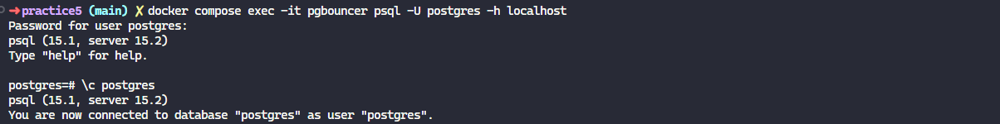 ➜ practice5 (main) ✗ docker compose exec -it pgbouncer psql -U postgres -h localhost
Password for user postgres:
psql (15.1, server 15.2)
Type "help" for help.
postgres=# \c postgres
psql (15.1, server 15.2)
You are now connected to database "postgres" as user "postgres".